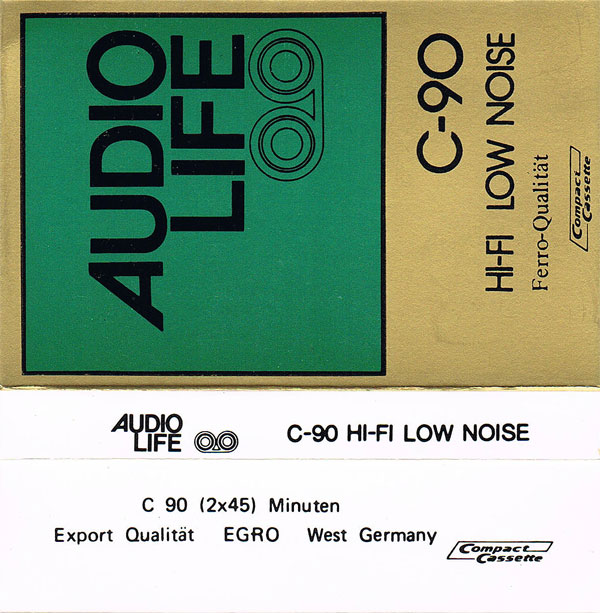 AUDIO
LIFE
C-90
HI-FI LOW NOISE
Ferro-Qualität
Compact
Cassette
AUDIO
LIFE
C-90 HI-FI LOW NOISE
C 90 (2x45) Minuten
Export Qualität EGRO West Germany
Compact
Cassette